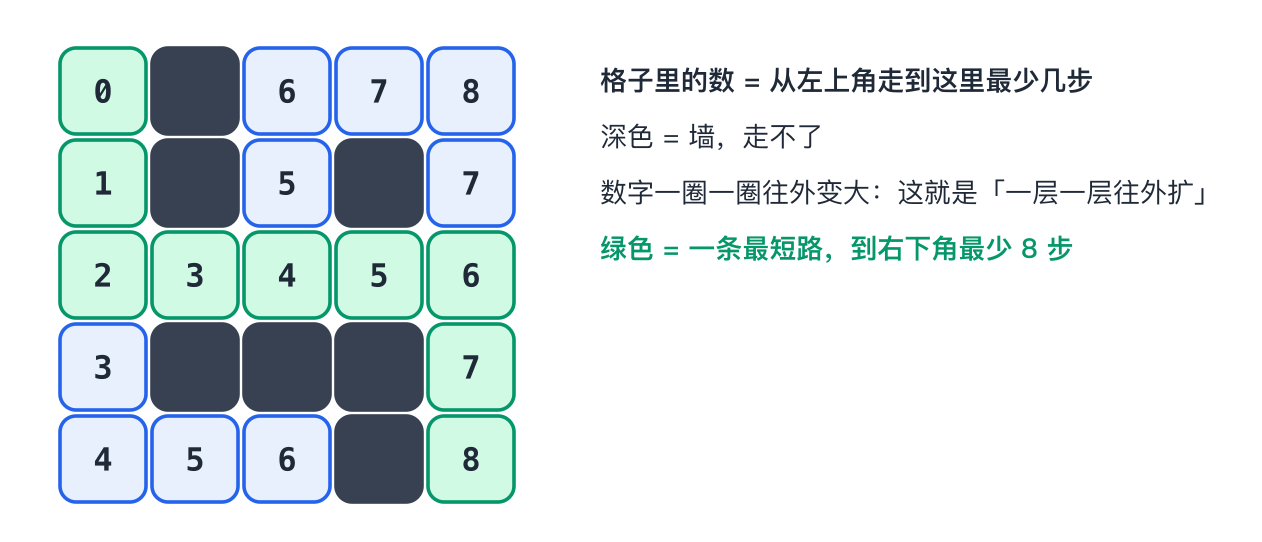 0 6 7 8
1 5 7
2 3 4 5 6
3 7
4 5 6 8
格子里的数 = 从左上角走到这里最少几步
深色 = 墙，走不了
数字一圈一圈往外变大：这就是「一层一层往外扩」
绿色 = 一条最短路，到右下角最少 8 步